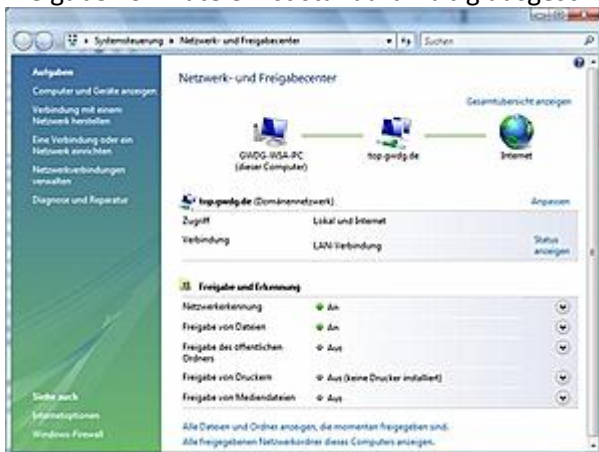 Systemsteuerung ▸ Netzwerk- und Freigabecenter
Suchen
Aufgaben
Computer und Geräte anzeigen
Verbindung mit einem
Netzwerk herstellen
Eine Verbindung oder ein
Netzwerk einrichten
Netzwerkverbindungen
verwalten
Diagnose und Reparatur
Siehe auch
Internetoptionen
Windows-Firewall
Netzwerk- und Freigabecenter
Gesamtübersicht anzeigen
GWDG-WSA-PC
(dieser Computer)
top.gwdg.de
Internet
top.gwdg.de (Domänennetzwerk)
Anpassen
Zugriff Lokal und Internet
Verbindung LAN-Verbindung Status
anzeigen
Freigabe und Erkennung
Netzwerkerkennung An
Freigabe von Dateien An
Freigabe des öffentlichen Aus
Ordners
Freigabe von Druckern Aus (keine Drucker installiert)
Freigabe von Mediendateien Aus
Alle Dateien und Ordner anzeigen, die momentan freigegeben sind.
Alle freigegebenen Netzwerkordner dieses Computers anzeigen.